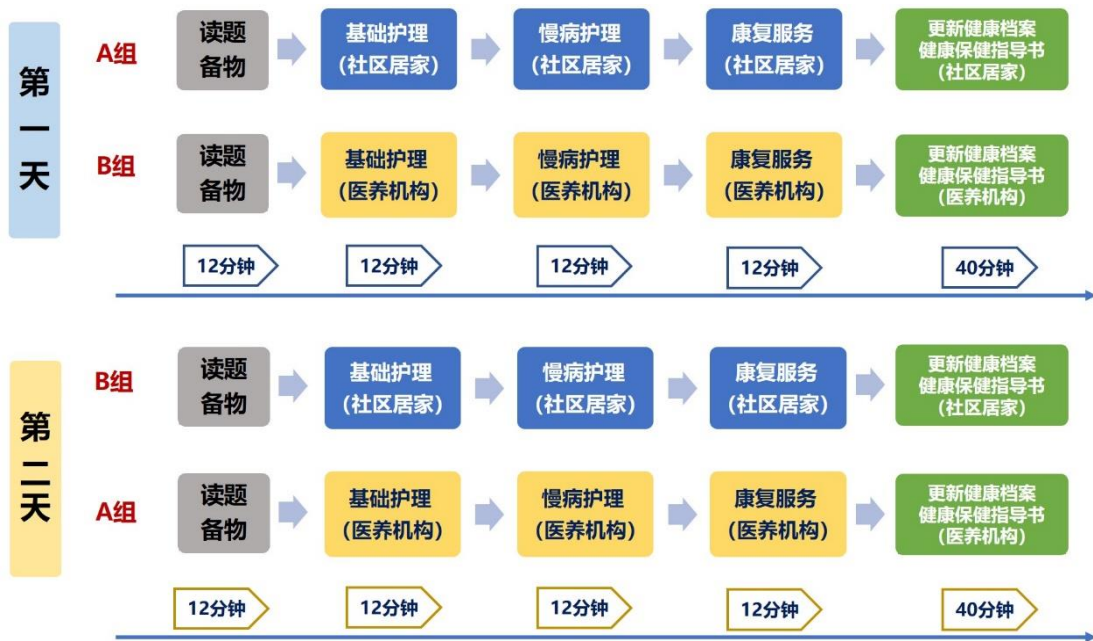 第一天
A组
读题
备物
基础护理
(社区居家)
慢病护理
(社区居家)
康复服务
(社区居家)
更新健康档案
健康保健指导书
(社区居家)
B组
读题
备物
基础护理
(医养机构)
慢病护理
(医养机构)
康复服务
(医养机构)
更新健康档案
健康保健指导书
(医养机构)
12分钟
12分钟
12分钟
12分钟
40分钟
第二天
B组
读题
备物
基础护理
(社区居家)
慢病护理
(社区居家)
康复服务
(社区居家)
更新健康档案
健康保健指导书
(社区居家)
A组
读题
备物
基础护理
(医养机构)
慢病护理
(医养机构)
康复服务
(医养机构)
更新健康档案
健康保健指导书
(医养机构)
12分钟
12分钟
12分钟
12分钟
40分钟